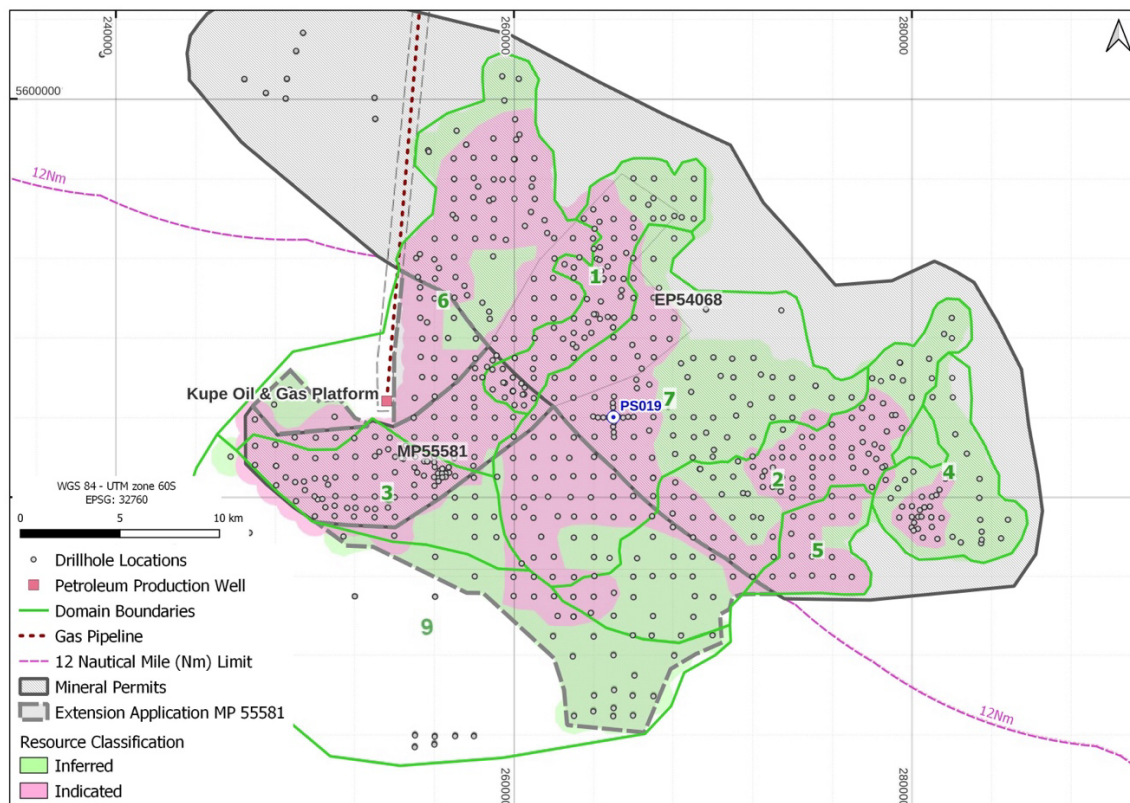 240000
260000
280000
5600000
12Nm
1
EP54068
6
Kupe Oil & Gas Platform
7
PS019
MP55581
2
4
3
5
WGS 84 - UTM zone 60S
EPSG: 32760
0 5 10 km
Drillhole Locations
Petroleum Production Well
Domain Boundaries
Gas Pipeline
12 Nautical Mile (Nm) Limit
Mineral Permits
Extension Application MP 55581
Resource Classification
Inferred
Indicated
9
12Nm
260000
280000